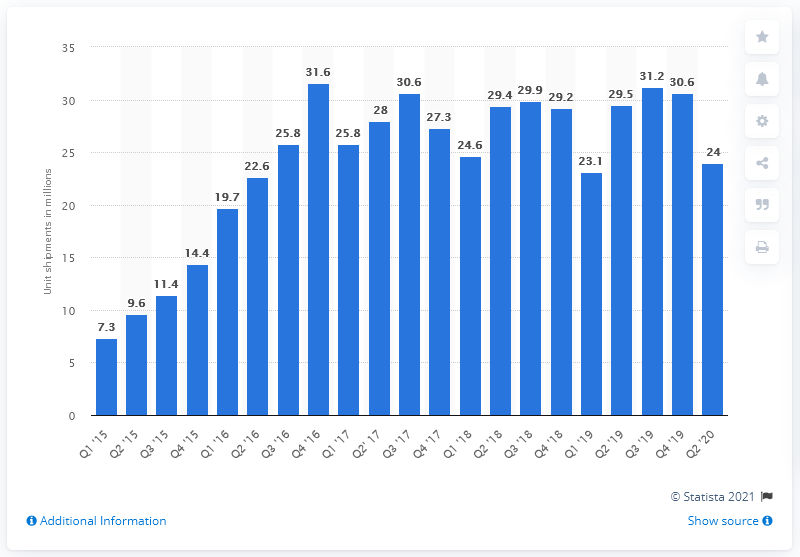 35
30
25
20
15
10
5
0
Unit shipments in millions
7.3
9.6
11.4
14.4
19.7
22.6
25.8
31.6
25.8
28
30.6
27.3
24.6
29.4
29.9
29.2
23.1
29.5
31.2
30.6
24
Q1 '15
Q2 '15
Q3 '15
Q4 '15
Q1 '16
Q2 '16
Q3 '16
Q4 '16
Q1 '17
Q2 '17
Q3 '17
Q4 '17
Q1 '18
Q2 '18
Q3 '18
Q4 '18
Q1 '19
Q2 '19
Q3 '19
Q4 '19
Q2 '20
© Statista 2021
Additional Information
Show source